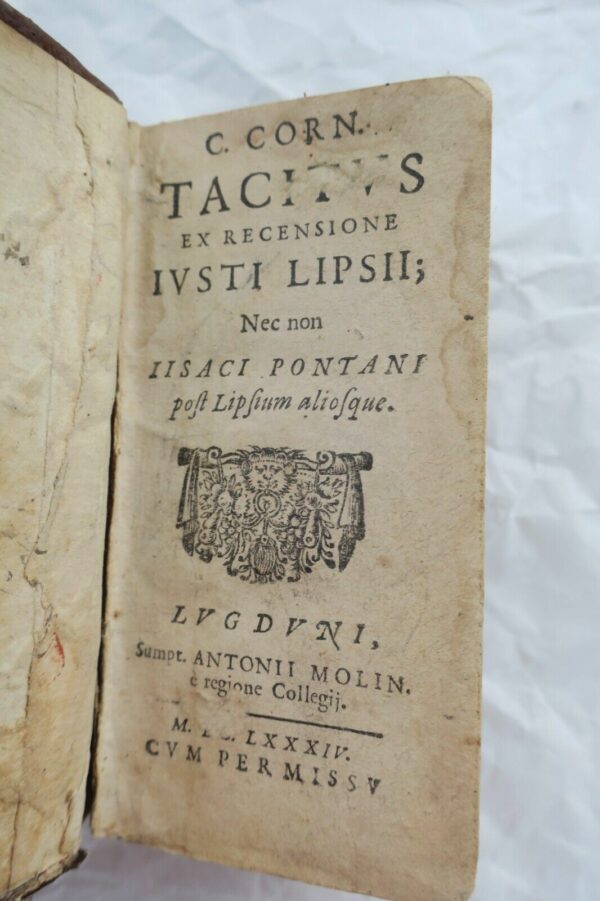 C. CORN.
TACITVS
EX RECENSIONE
IVSTI LIPSII;
Nec non
IISACI PONTANI
poſt Lipſium alioſque.
LVGDVNI,
Sumpt. ANTONII MOLIN.
è regione Collegij.
M. LXXXIV.
CVM PERMISSV